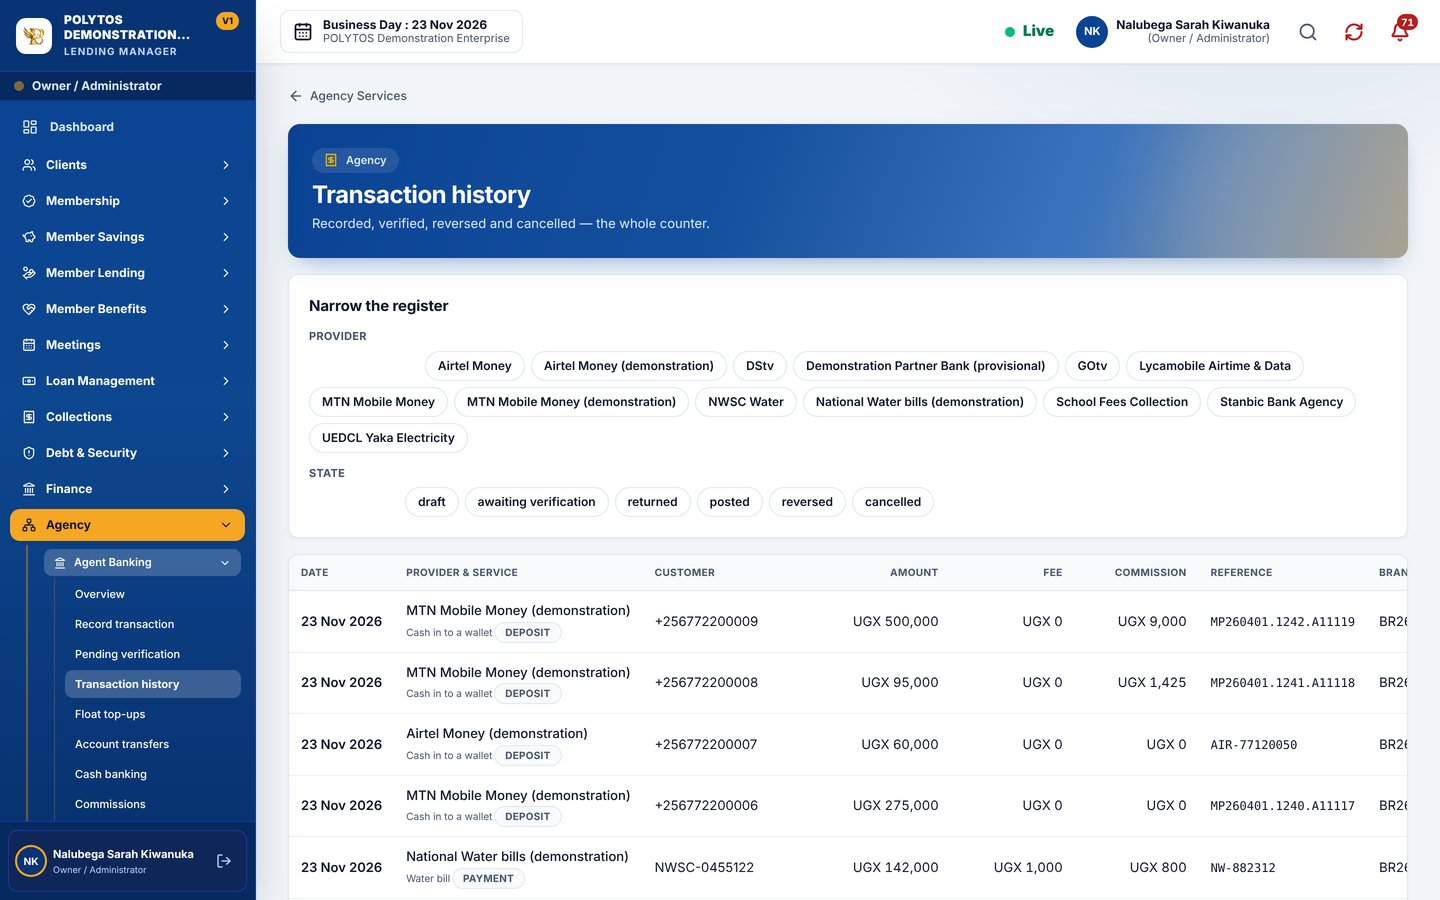 POLYTOS
DEMONSTRATION...
LENDING MANAGER
V1
Owner / Administrator
Dashboard
Clients
Membership
Member Savings
Member Lending
Member Benefits
Meetings
Loan Management
Collections
Debt & Security
Finance
Agency
Agent Banking
Overview
Record transaction
Pending verification
Transaction history
Float top-ups
Account transfers
Cash banking
Commissions
NK
Nalubega Sarah Kiwanuka
Owner / Administrator
Business Day : 23 Nov 2026
POLYTOS Demonstration Enterprise
Live
NK
Nalubega Sarah Kiwanuka
(Owner / Administrator)
71
Agency Services
Agency
Transaction history
Recorded, verified, reversed and cancelled — the whole counter.
Narrow the register
PROVIDER
Airtel Money Airtel Money (demonstration) DStv Demonstration Partner Bank (provisional) GOtv Lycamobile Airtime & Data
MTN Mobile Money MTN Mobile Money (demonstration) NWSC Water National Water bills (demonstration) School Fees Collection Stanbic Bank Agency
UEDCL Yaka Electricity
STATE
draft awaiting verification returned posted reversed cancelled
DATE PROVIDER & SERVICE CUSTOMER AMOUNT FEE COMMISSION REFERENCE BRAN
23 Nov 2026 MTN Mobile Money (demonstration) +256772200009 UGX 500,000 UGX 0 UGX 9,000 MP260401.1242.A11119 BR26
Cash in to a wallet DEPOSIT
23 Nov 2026 MTN Mobile Money (demonstration) +256772200008 UGX 95,000 UGX 0 UGX 1,425 MP260401.1241.A11118 BR26
Cash in to a wallet DEPOSIT
23 Nov 2026 Airtel Money (demonstration) +256772200007 UGX 60,000 UGX 0 UGX 0 AIR-77120050 BR26
Cash in to a wallet DEPOSIT
23 Nov 2026 MTN Mobile Money (demonstration) +256772200006 UGX 275,000 UGX 0 UGX 0 MP260401.1240.A11117 BR26
Cash in to a wallet DEPOSIT
23 Nov 2026 National Water bills (demonstration) NWSC-0455122 UGX 142,000 UGX 1,000 UGX 800 NW-882312 BR26
Water bill PAYMENT